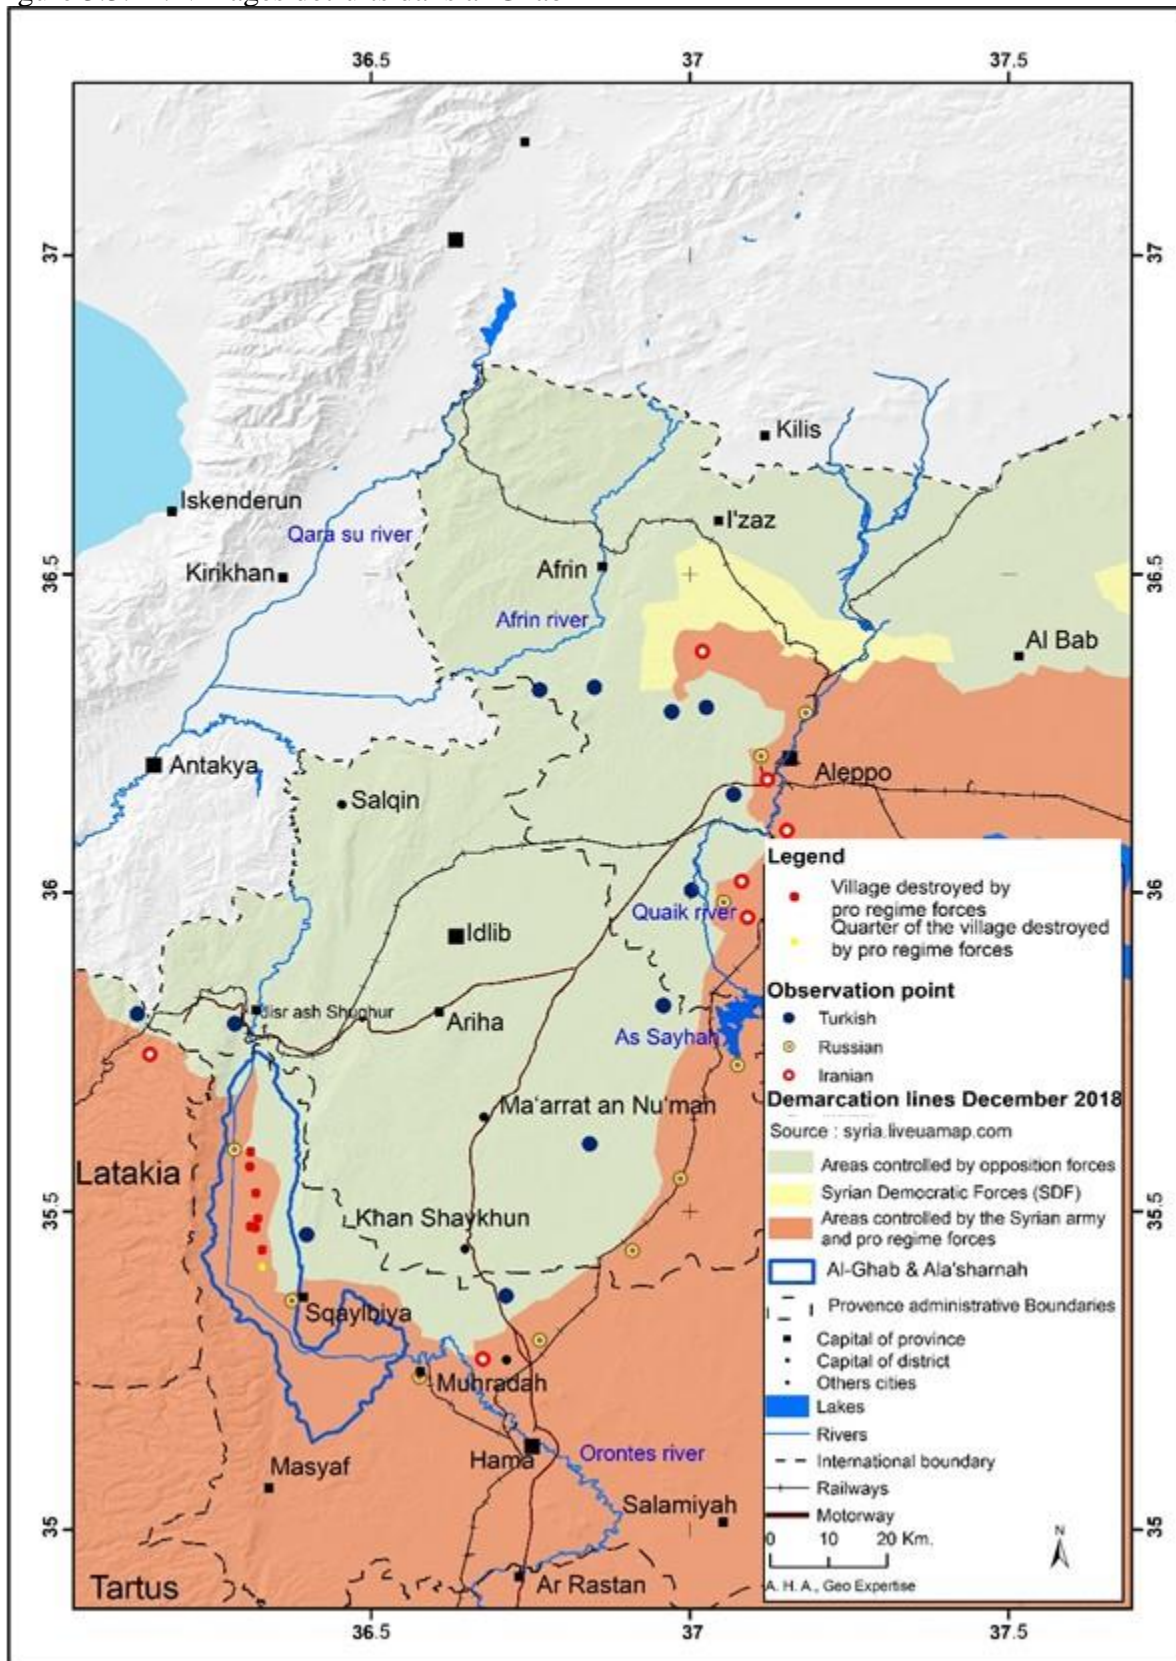 36.5
37
37.5
37
Kilis
Iskenderun
I'zaz
Qara su river
Kirikhan
Afrin
36.5
36.5
Afrin river
Al Bab
Antakya
Aleppo
Salqin
Legend
Village destroyed by
pro regime forces
Quarter of the village destroyed
by pro regime forces
36
36
Quaik river
Idlib
Observation point
Turkish
Russian
Iranian
Jisr ash Shughur
Ariha
As Sayhah
Ma'arrat an Nu'man
Demarcation lines December 2018
Source : syria.liveuamap.com
Areas controlled by opposition forces
Syrian Democratic Forces (SDF)
Areas controlled by the Syrian army
and pro regime forces
Latakia
35.5
35.5
Khan Shaykhun
Al-Ghab & Ala'sharnah
Provence administrative Boundaries
Sqaylbiya
Capital of province
Capital of district
Others cities
Muhradah
Lakes
Rivers
Hama
Orontes river
International boundary
Masyaf
Railways
Salamiyah
Motorway
35
35
0 10 20 Km.
N
Tartus
Ar Rastan
A. H. A., Geo Expertise
36.5
37
37.5
37